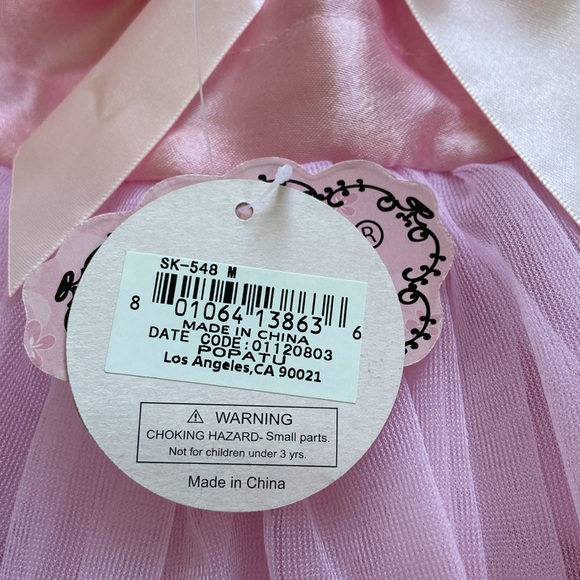 ®
SK-548 M
8 01064 13863 6
MADE IN CHINA
DATE CODE:01120803
POPATU
Los Angeles,CA 90021
⚠ WARNING
CHOKING HAZARD- Small parts.
Not for children under 3 yrs.
Made in China